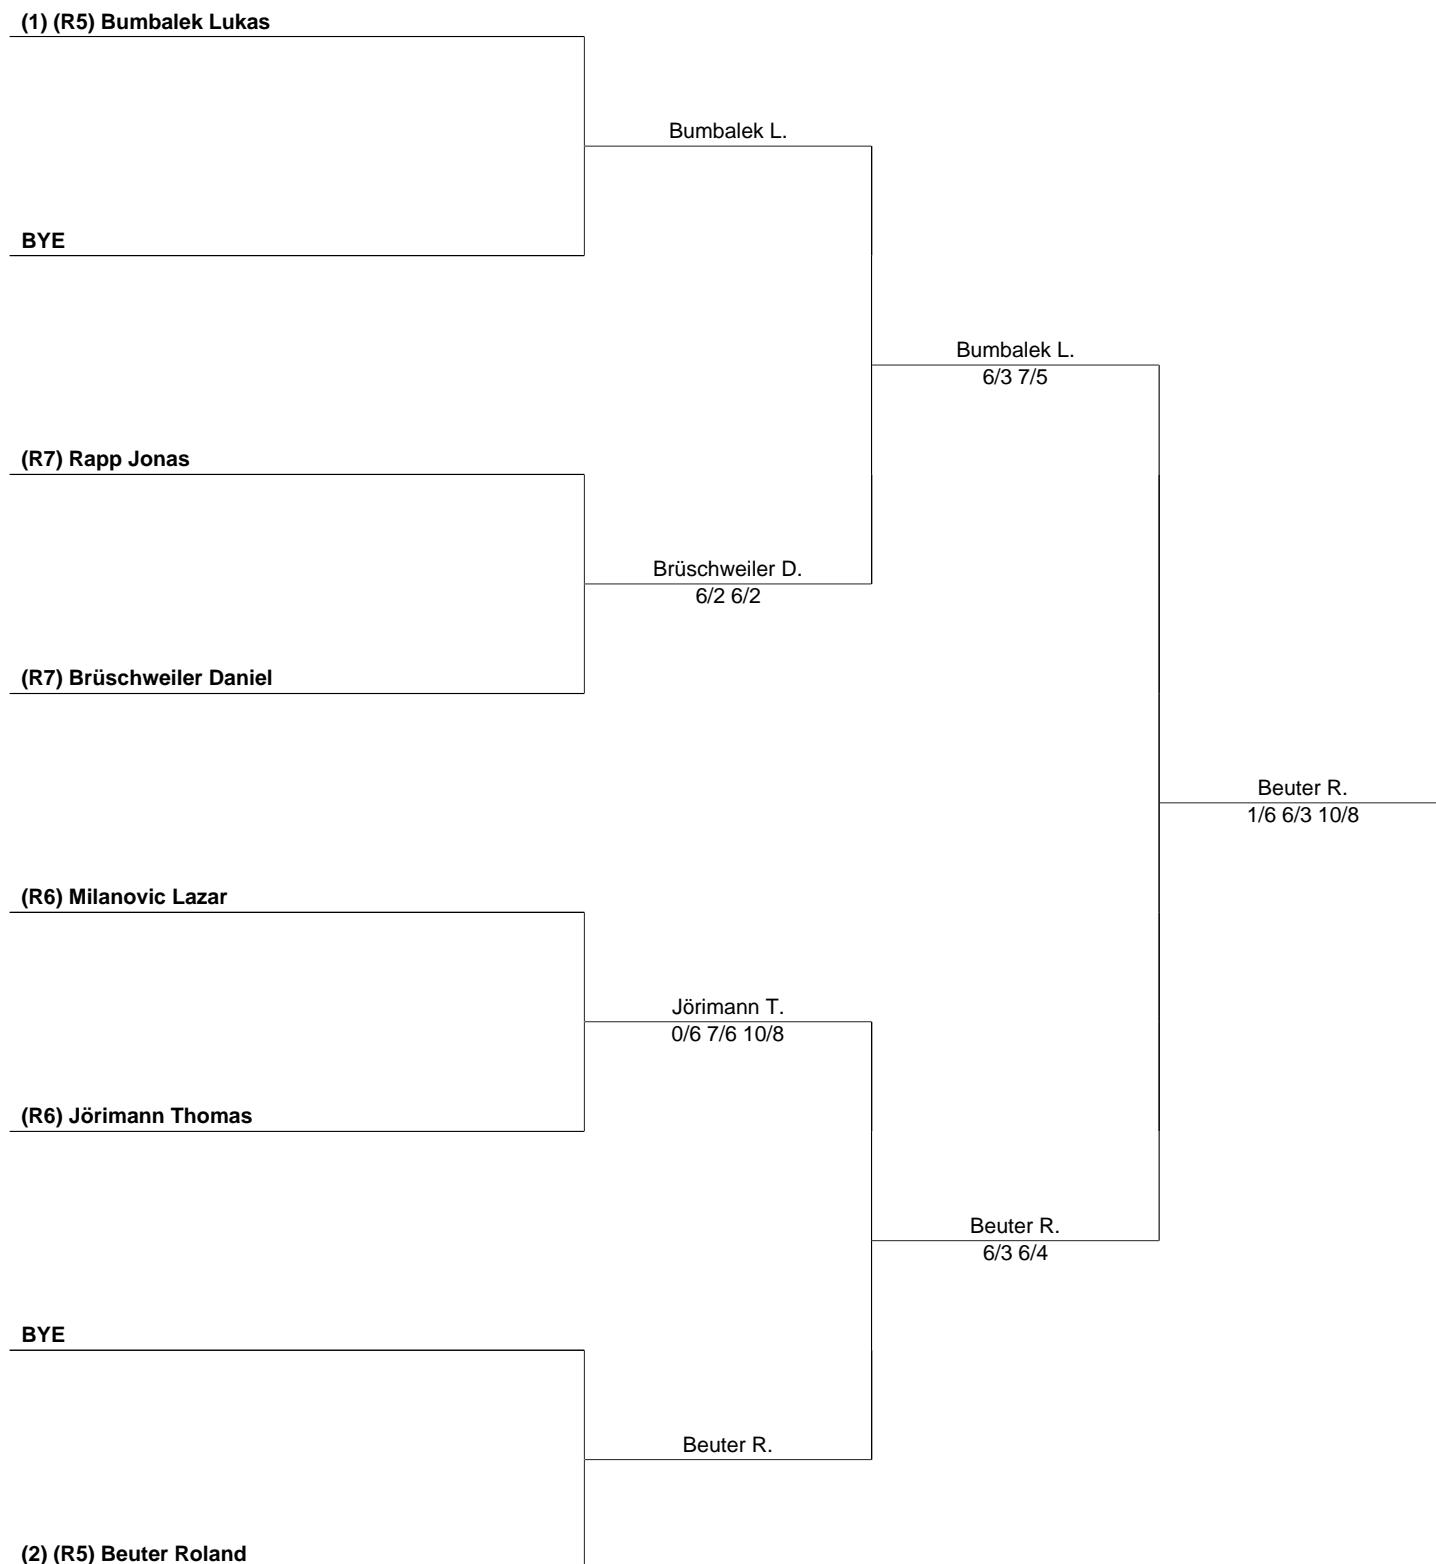 (1) (R5) Bumbalek Lukas
Bumbalek L.
BYE
Bumbalek L.
6/3 7/5
(R7) Rapp Jonas
Brüschweiler D.
6/2 6/2
(R7) Brüschweiler Daniel
Beuter R.
1/6 6/3 10/8
(R6) Milanovic Lazar
Jörimann T.
0/6 7/6 10/8
(R6) Jörimann Thomas
Beuter R.
6/3 6/4
BYE
Beuter R.
(2) (R5) Beuter Roland